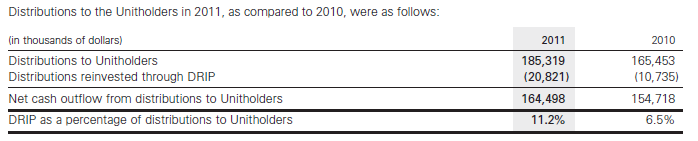 Distributions to the Unitholders in 2011, as compared to 2010, were as follows:
(in thousands of dollars) 2011 2010
Distributions to Unitholders 185,319 165,453
Distributions reinvested through DRIP (20,821) (10,735)
Net cash outflow from distributions to Unitholders 164,498 154,718
DRIP as a percentage of distributions to Unitholders 11.2% 6.5%